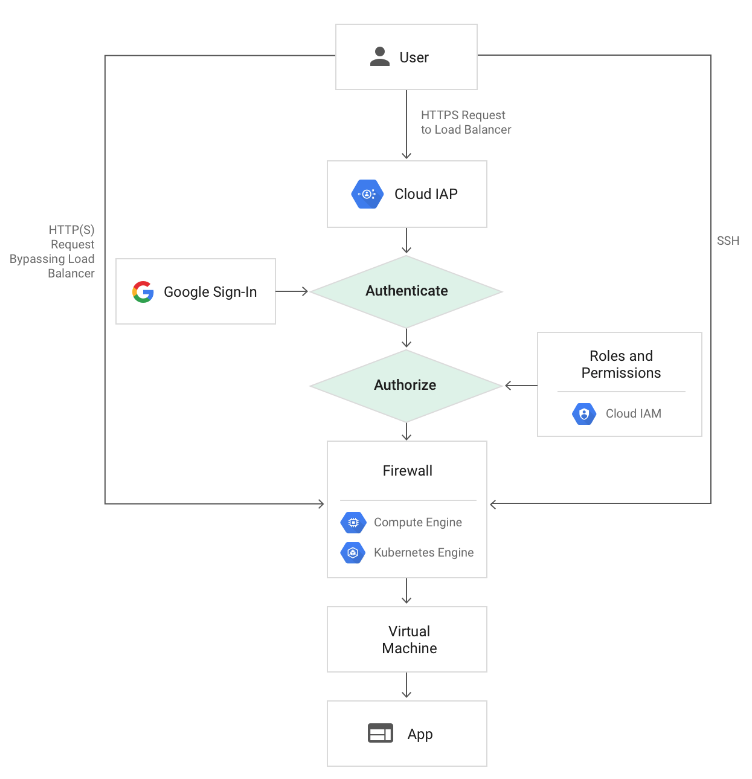 User
HTTPS Request
to Load Balancer
Cloud IAP
HTTP(S)
Request
Bypassing Load
Balancer
SSH
Google Sign-In
Authenticate
Roles and
Permissions
Cloud IAM
Authorize
Firewall
Compute Engine
Kubernetes Engine
Virtual
Machine
App